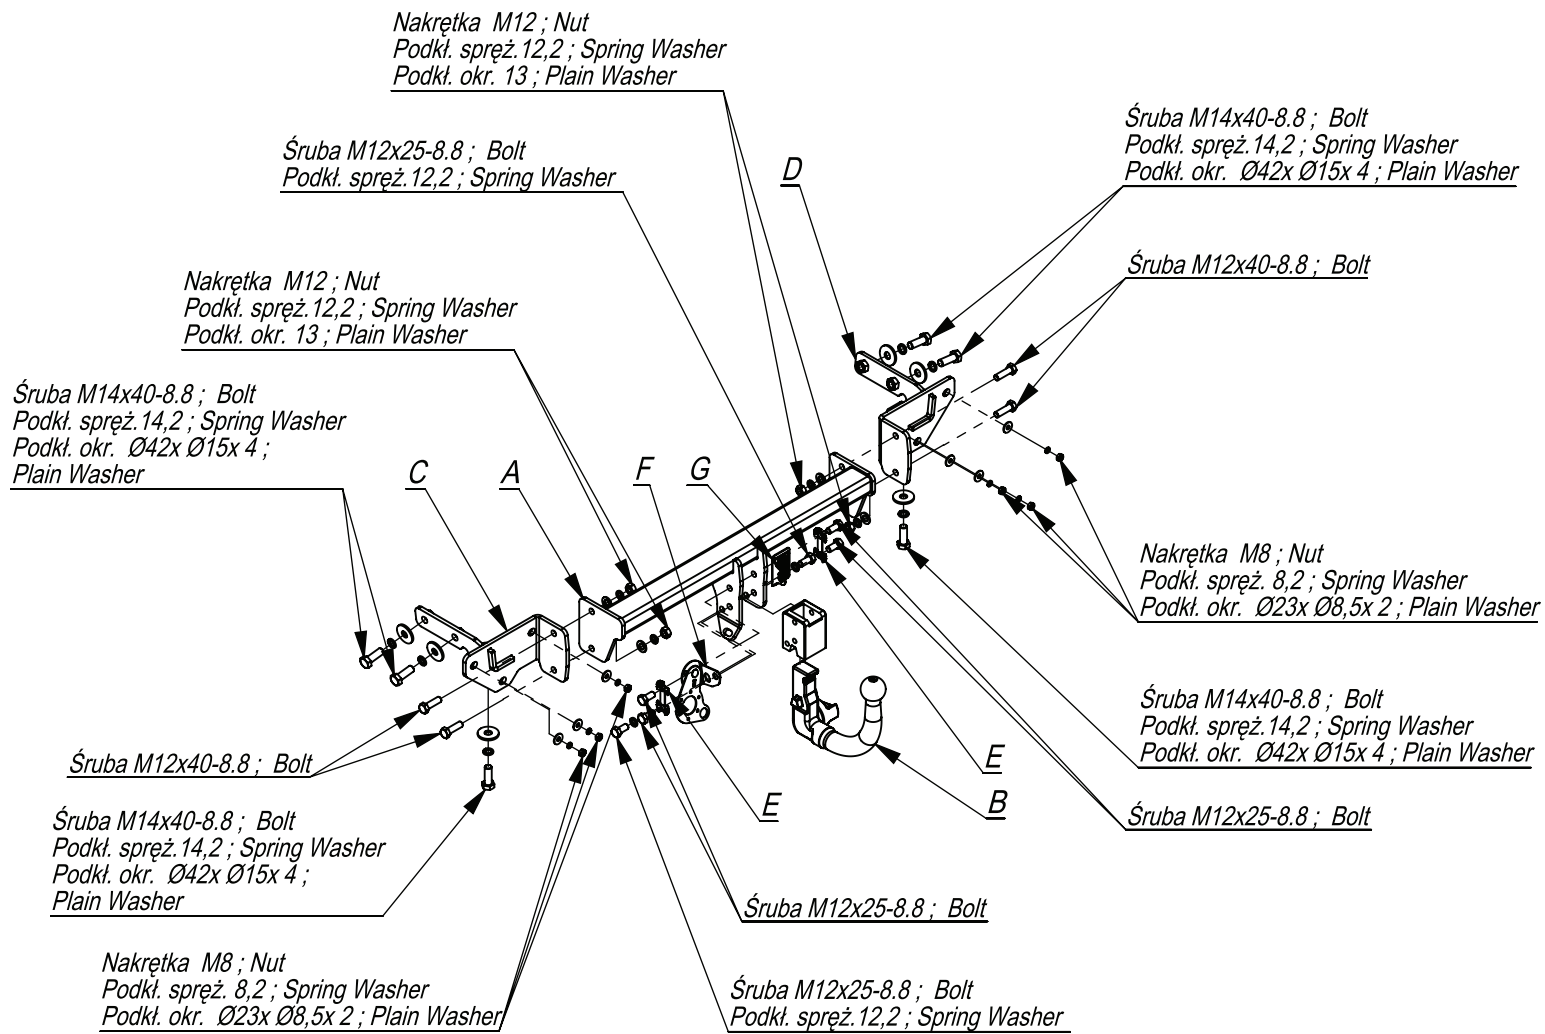 Nakrętka M12 ; Nut
Podkł. spręż.12,2 ; Spring Washer
Podkł. okr. 13 ; Plain Washer
Śruba M12x25-8.8 ; Bolt
Podkł. spręż.12,2 ; Spring Washer
D
Śruba M14x40-8.8 ; Bolt
Podkł. spręż.14,2 ; Spring Washer
Podkł. okr. Ø42x Ø15x 4 ; Plain Washer
Śruba M12x40-8.8 ; Bolt
Nakrętka M12 ; Nut
Podkł. spręż.12,2 ; Spring Washer
Podkł. okr. 13 ; Plain Washer
Śruba M14x40-8.8 ; Bolt
Podkł. spręż.14,2 ; Spring Washer
Podkł. okr. Ø42x Ø15x 4 ;
Plain Washer
C
A
F
G
Nakrętka M8 ; Nut
Podkł. spręż. 8,2 ; Spring Washer
Podkł. okr. Ø23x Ø8,5x 2 ; Plain Washer
Śruba M14x40-8.8 ; Bolt
Podkł. spręż.14,2 ; Spring Washer
Podkł. okr. Ø42x Ø15x 4 ; Plain Washer
Śruba M12x40-8.8 ; Bolt
E
B
E
Śruba M12x25-8.8 ; Bolt
Śruba M14x40-8.8 ; Bolt
Podkł. spręż.14,2 ; Spring Washer
Podkł. okr. Ø42x Ø15x 4 ;
Plain Washer
Śruba M12x25-8.8 ; Bolt
Nakrętka M8 ; Nut
Podkł. spręż. 8,2 ; Spring Washer
Podkł. okr. Ø23x Ø8,5x 2 ; Plain Washer
Śruba M12x25-8.8 ; Bolt
Podkł. spręż.12,2 ; Spring Washer